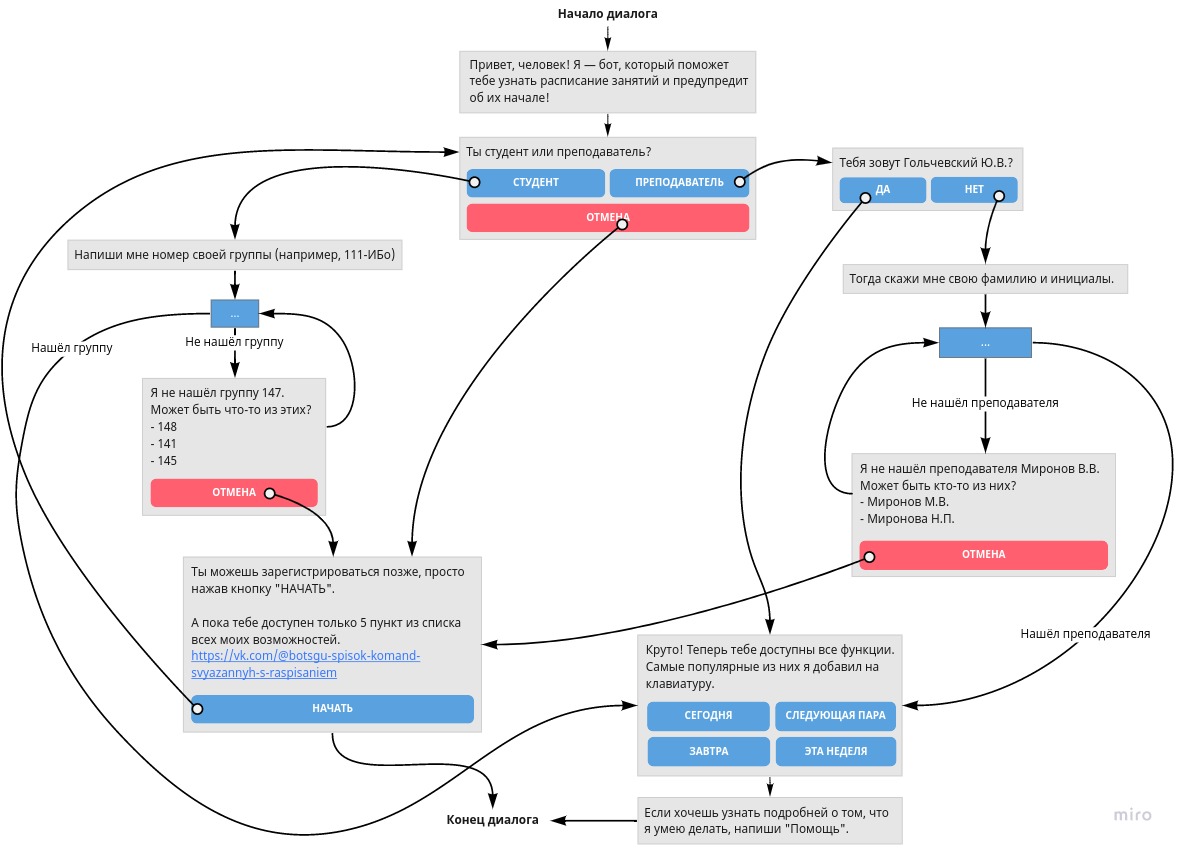 Начало диалога
Привет, человек! Я — бот, который поможет
тебе узнать расписание занятий и предупредит
об их начале!
Ты студент или преподаватель?
СТУДЕНТ
ПРЕПОДАВАТЕЛЬ
ОТМЕНА
Тебя зовут Гольчевский Ю.В.?
ДА
НЕТ
Напиши мне номер своей группы (например, 111-ИБо)
...
Нашёл группу
Не нашёл группу
Я не нашёл группу 147.
Может быть что-то из этих?
- 148
- 141
- 145
ОТМЕНА
Тогда скажи мне свою фамилию и инициалы.
...
Не нашёл преподавателя
Я не нашёл преподавателя Миронов В.В.
Может быть кто-то из них?
- Миронов М.В.
- Миронова Н.П.
ОТМЕНА
Нашёл преподавателя
Ты можешь зарегистрироваться позже, просто
нажав кнопку "НАЧАТЬ".
А пока тебе доступен только 5 пункт из списка
всех моих возможностей.
https://vk.com/@botsgu-spisok-komand-
svyazannyh-s-raspisaniem
НАЧАТЬ
Круто! Теперь тебе доступны все функции.
Самые популярные из них я добавил на
клавиатуру.
СЕГОДНЯ
СЛЕДУЮЩАЯ ПАРА
ЗАВТРА
ЭТА НЕДЕЛЯ
Если хочешь узнать подробней о том, что
я умею делать, напиши "Помощь".
Конец диалога
miro